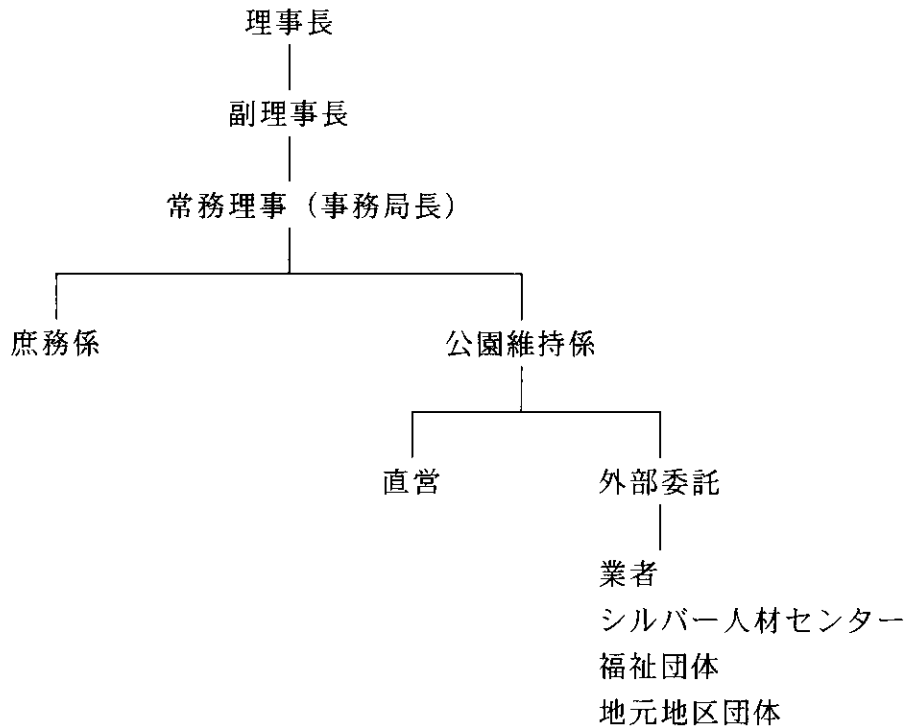 理事長
副理事長
常務理事（事務局長）
庶務係
公園維持係
直営
外部委託
業者
シルバー人材センター
福祉団体
地元地区団体